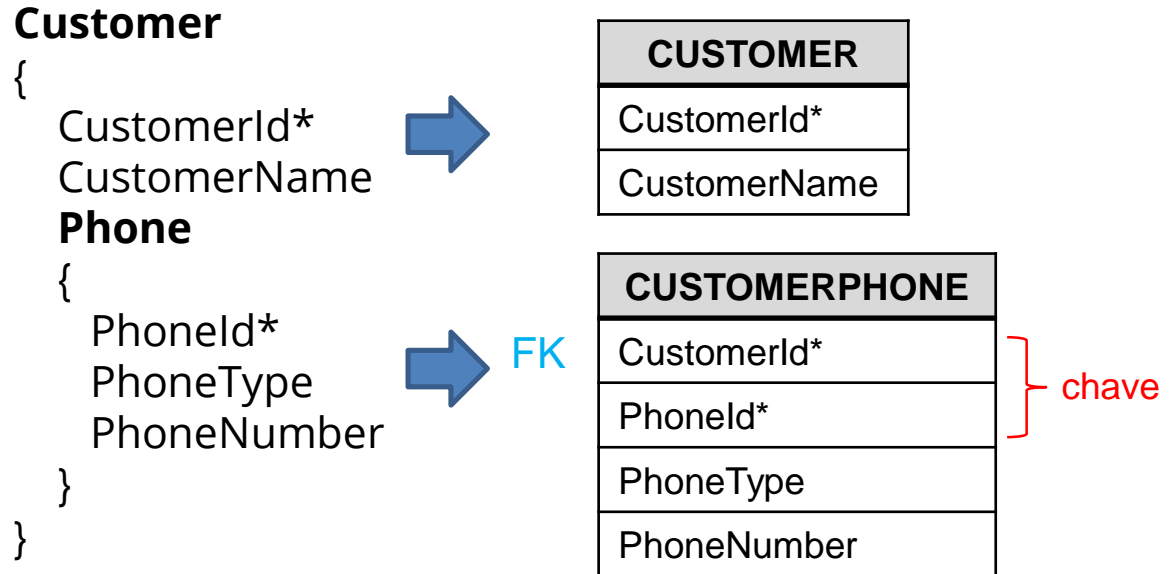 Customer
{
CustomerId*
CustomerName
Phone
{
PhoneId*
PhoneType
PhoneNumber
}
}
CUSTOMER
CustomerId*
CustomerName
CUSTOMERPHONE
FK
CustomerId*
PhoneId*
chave
PhoneType
PhoneNumber